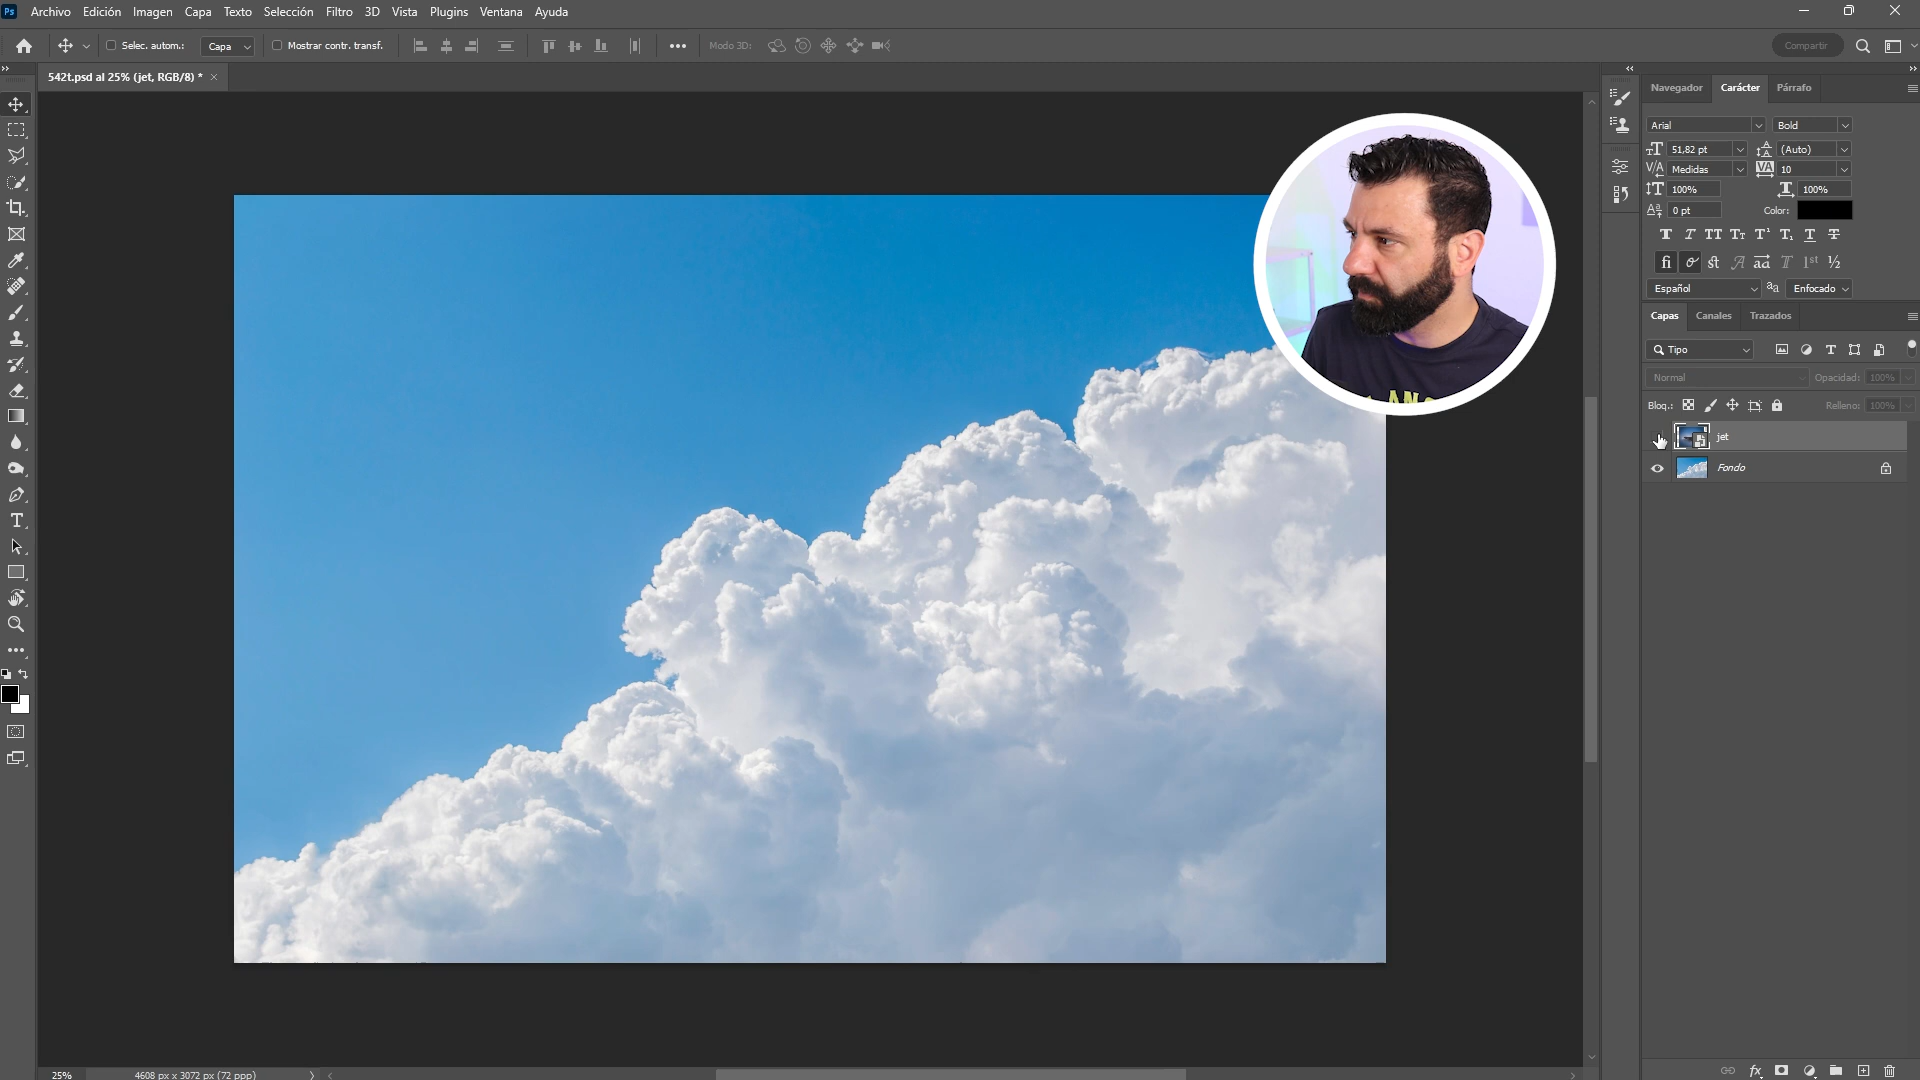 Ps Archivo Edición Imagen Capa Texto Selección Filtro 3D Vista Plugins Ventana Ayuda
Selec. autom.: Capa Mostrar contr. transf. Modo 3D: Compartir
542t.psd al 25% (jet, RGB/8) *
Navegador Carácter Párrafo
Arial Bold
51,82 pt (Auto)
Medidas 10
100% 100%
0 pt Color:
Español Enfocado
Capas Canales Trazados
Tipo
Normal Opacidad: 100%
Bloq.: Relleno: 100%
jet
Fondo
25% 4608 px x 3072 px (72 ppp)